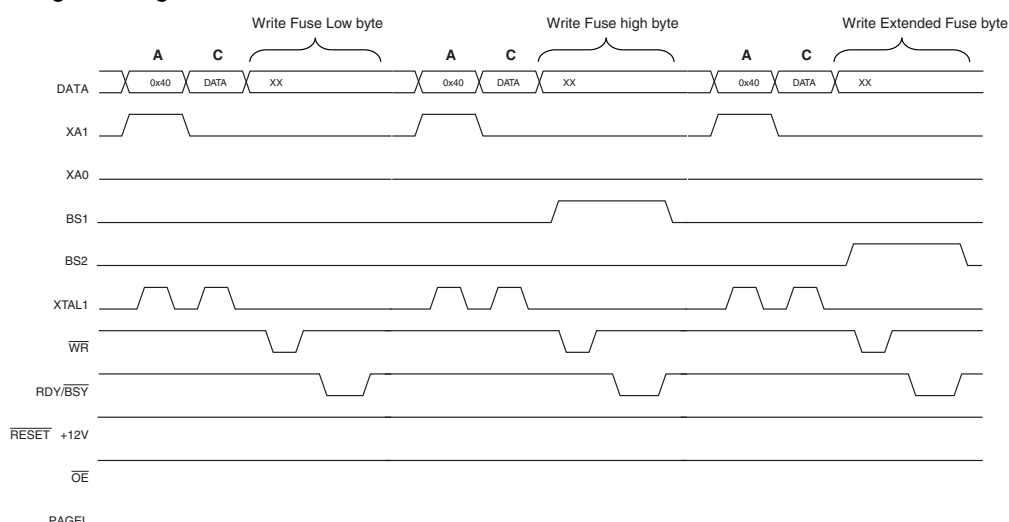 Write Fuse Low byte Write Fuse high byte Write Extended Fuse byte
A C A C A C
DATA 0x40 DATA XX 0x40 DATA XX 0x40 DATA XX
XA1
XA0
BS1
BS2
XTAL1
WR
RDY/BSY
RESET +12V
OE
PAGEL